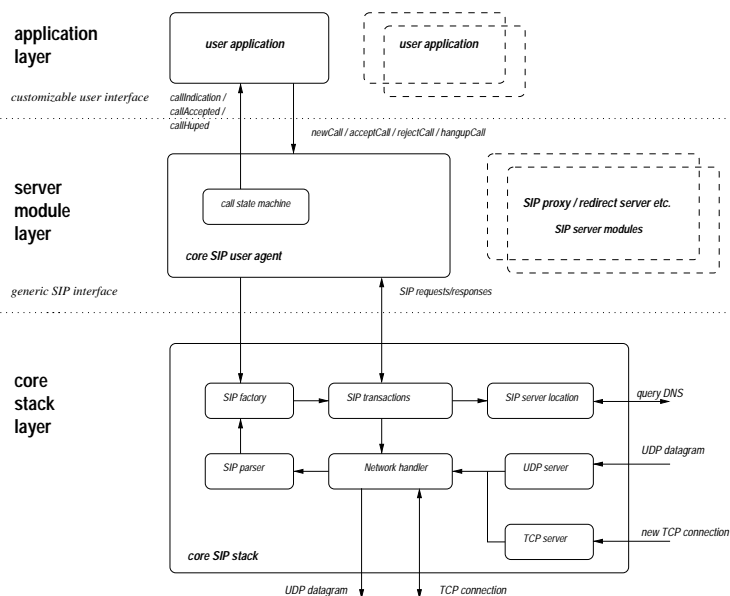 application
layer
user application
user application
customizable user interface
callIndication /
callAccepted /
callHuped
newCall / acceptCall / rejectCall / hangupCall
server
module
layer
call state machine
core SIP user agent
SIP proxy / redirect server etc.
SIP server modules
generic SIP interface
SIP requests/responses
core
stack
layer
SIP factory
SIP transactions
SIP server location
query DNS
SIP parser
Network handler
UDP server
UDP datagram
TCP server
new TCP connection
core SIP stack
UDP datagram
TCP connection